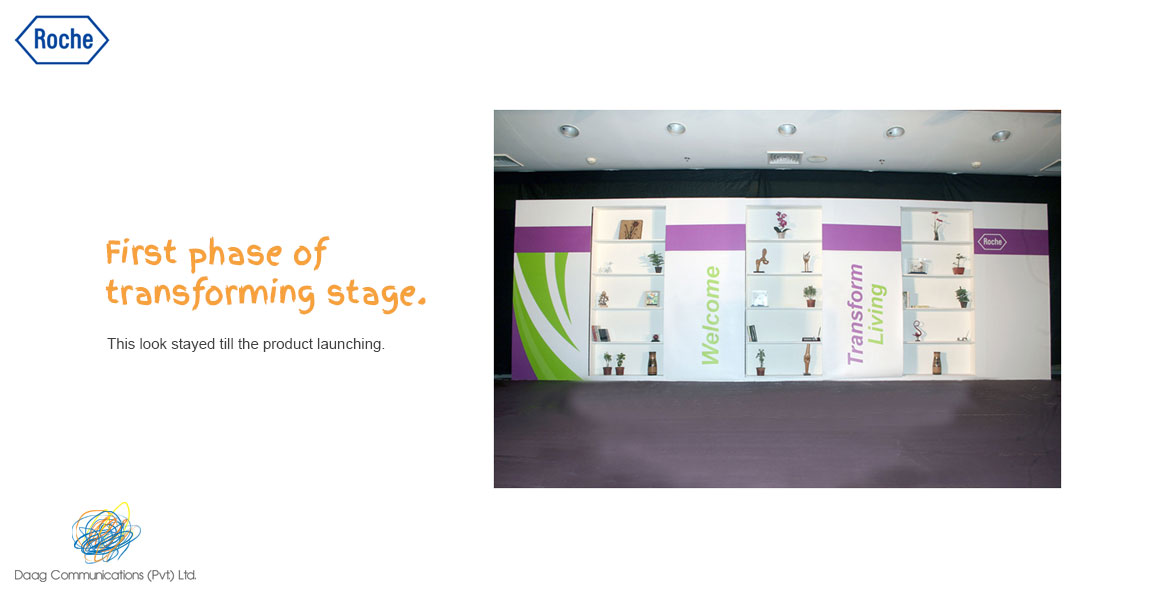 Roche
First phase of
transforming stage.
This look stayed till the product launching.
Welcome
Transform
Living
Roche
Daag Communications (Pvt) Ltd.